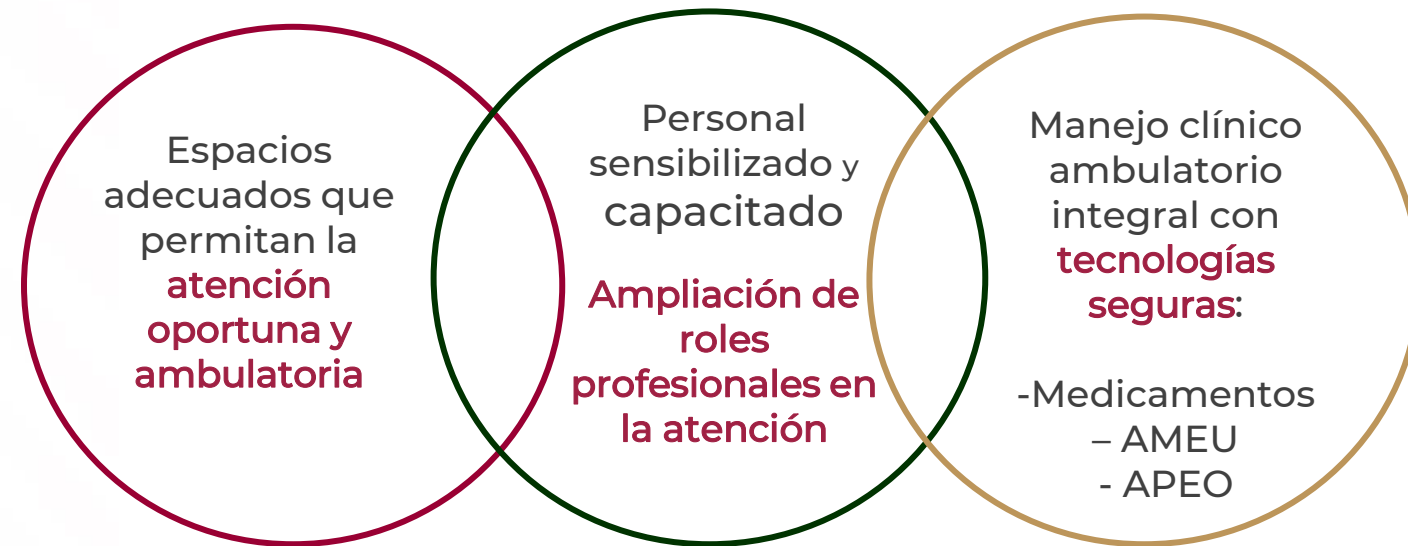 Espacios
adecuados que
permitan la
atención
oportuna y
ambulatoria
Personal
sensibilizado y
capacitado
Ampliación de
roles
profesionales en
la atención
Manejo clínico
ambulatorio
integral con
tecnologías
seguras:
-Medicamentos
– AMEU
- APEO